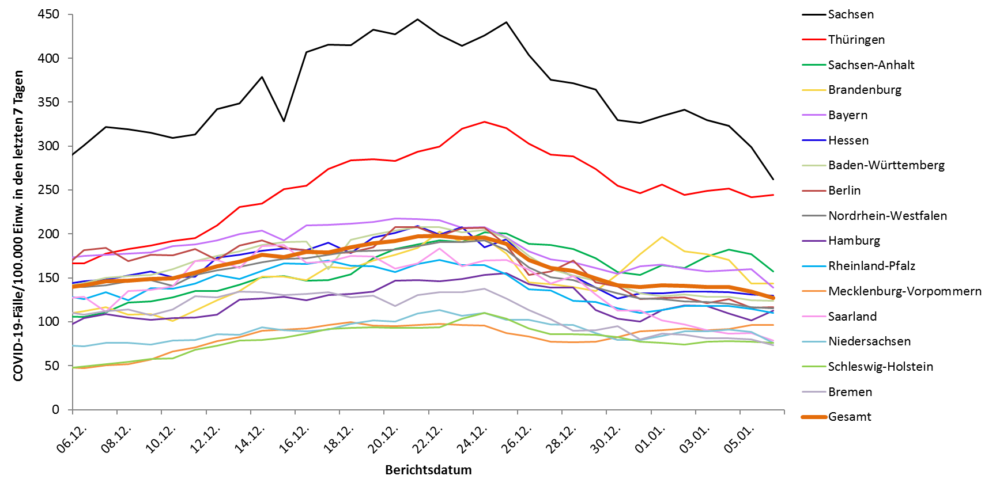 COVID-19-Fälle/100.000 Einw. in den letzten 7 Tagen
450
400
350
300
250
200
150
100
50
0
06.12.
08.12.
10.12.
12.12.
14.12.
16.12.
18.12.
20.12.
22.12.
24.12.
26.12.
28.12.
30.12.
01.01.
03.01.
05.01.
Berichtsdatum
Sachsen
Thüringen
Sachsen-Anhalt
Brandenburg
Bayern
Hessen
Baden-Württemberg
Berlin
Nordrhein-Westfalen
Hamburg
Rheinland-Pfalz
Mecklenburg-Vorpommern
Saarland
Niedersachsen
Schleswig-Holstein
Bremen
Gesamt